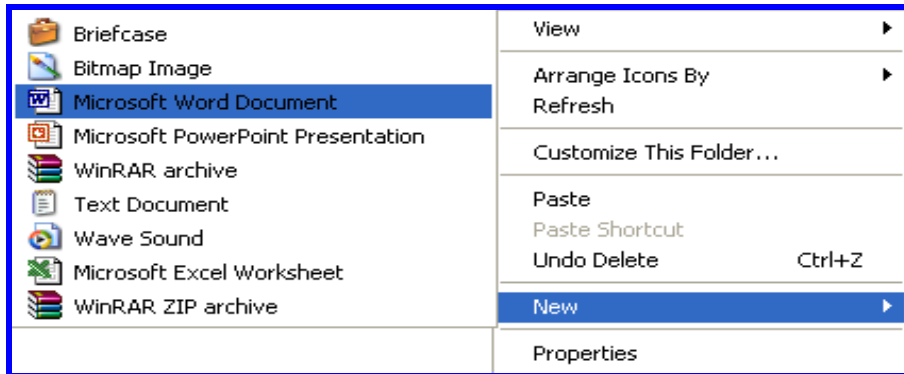 Briefcase
Bitmap Image
Microsoft Word Document
Microsoft PowerPoint Presentation
WinRAR archive
Text Document
Wave Sound
Microsoft Excel Worksheet
WinRAR ZIP archive
View
Arrange Icons By
Refresh
Customize This Folder...
Paste
Paste Shortcut
Undo Delete Ctrl+Z
New
Properties